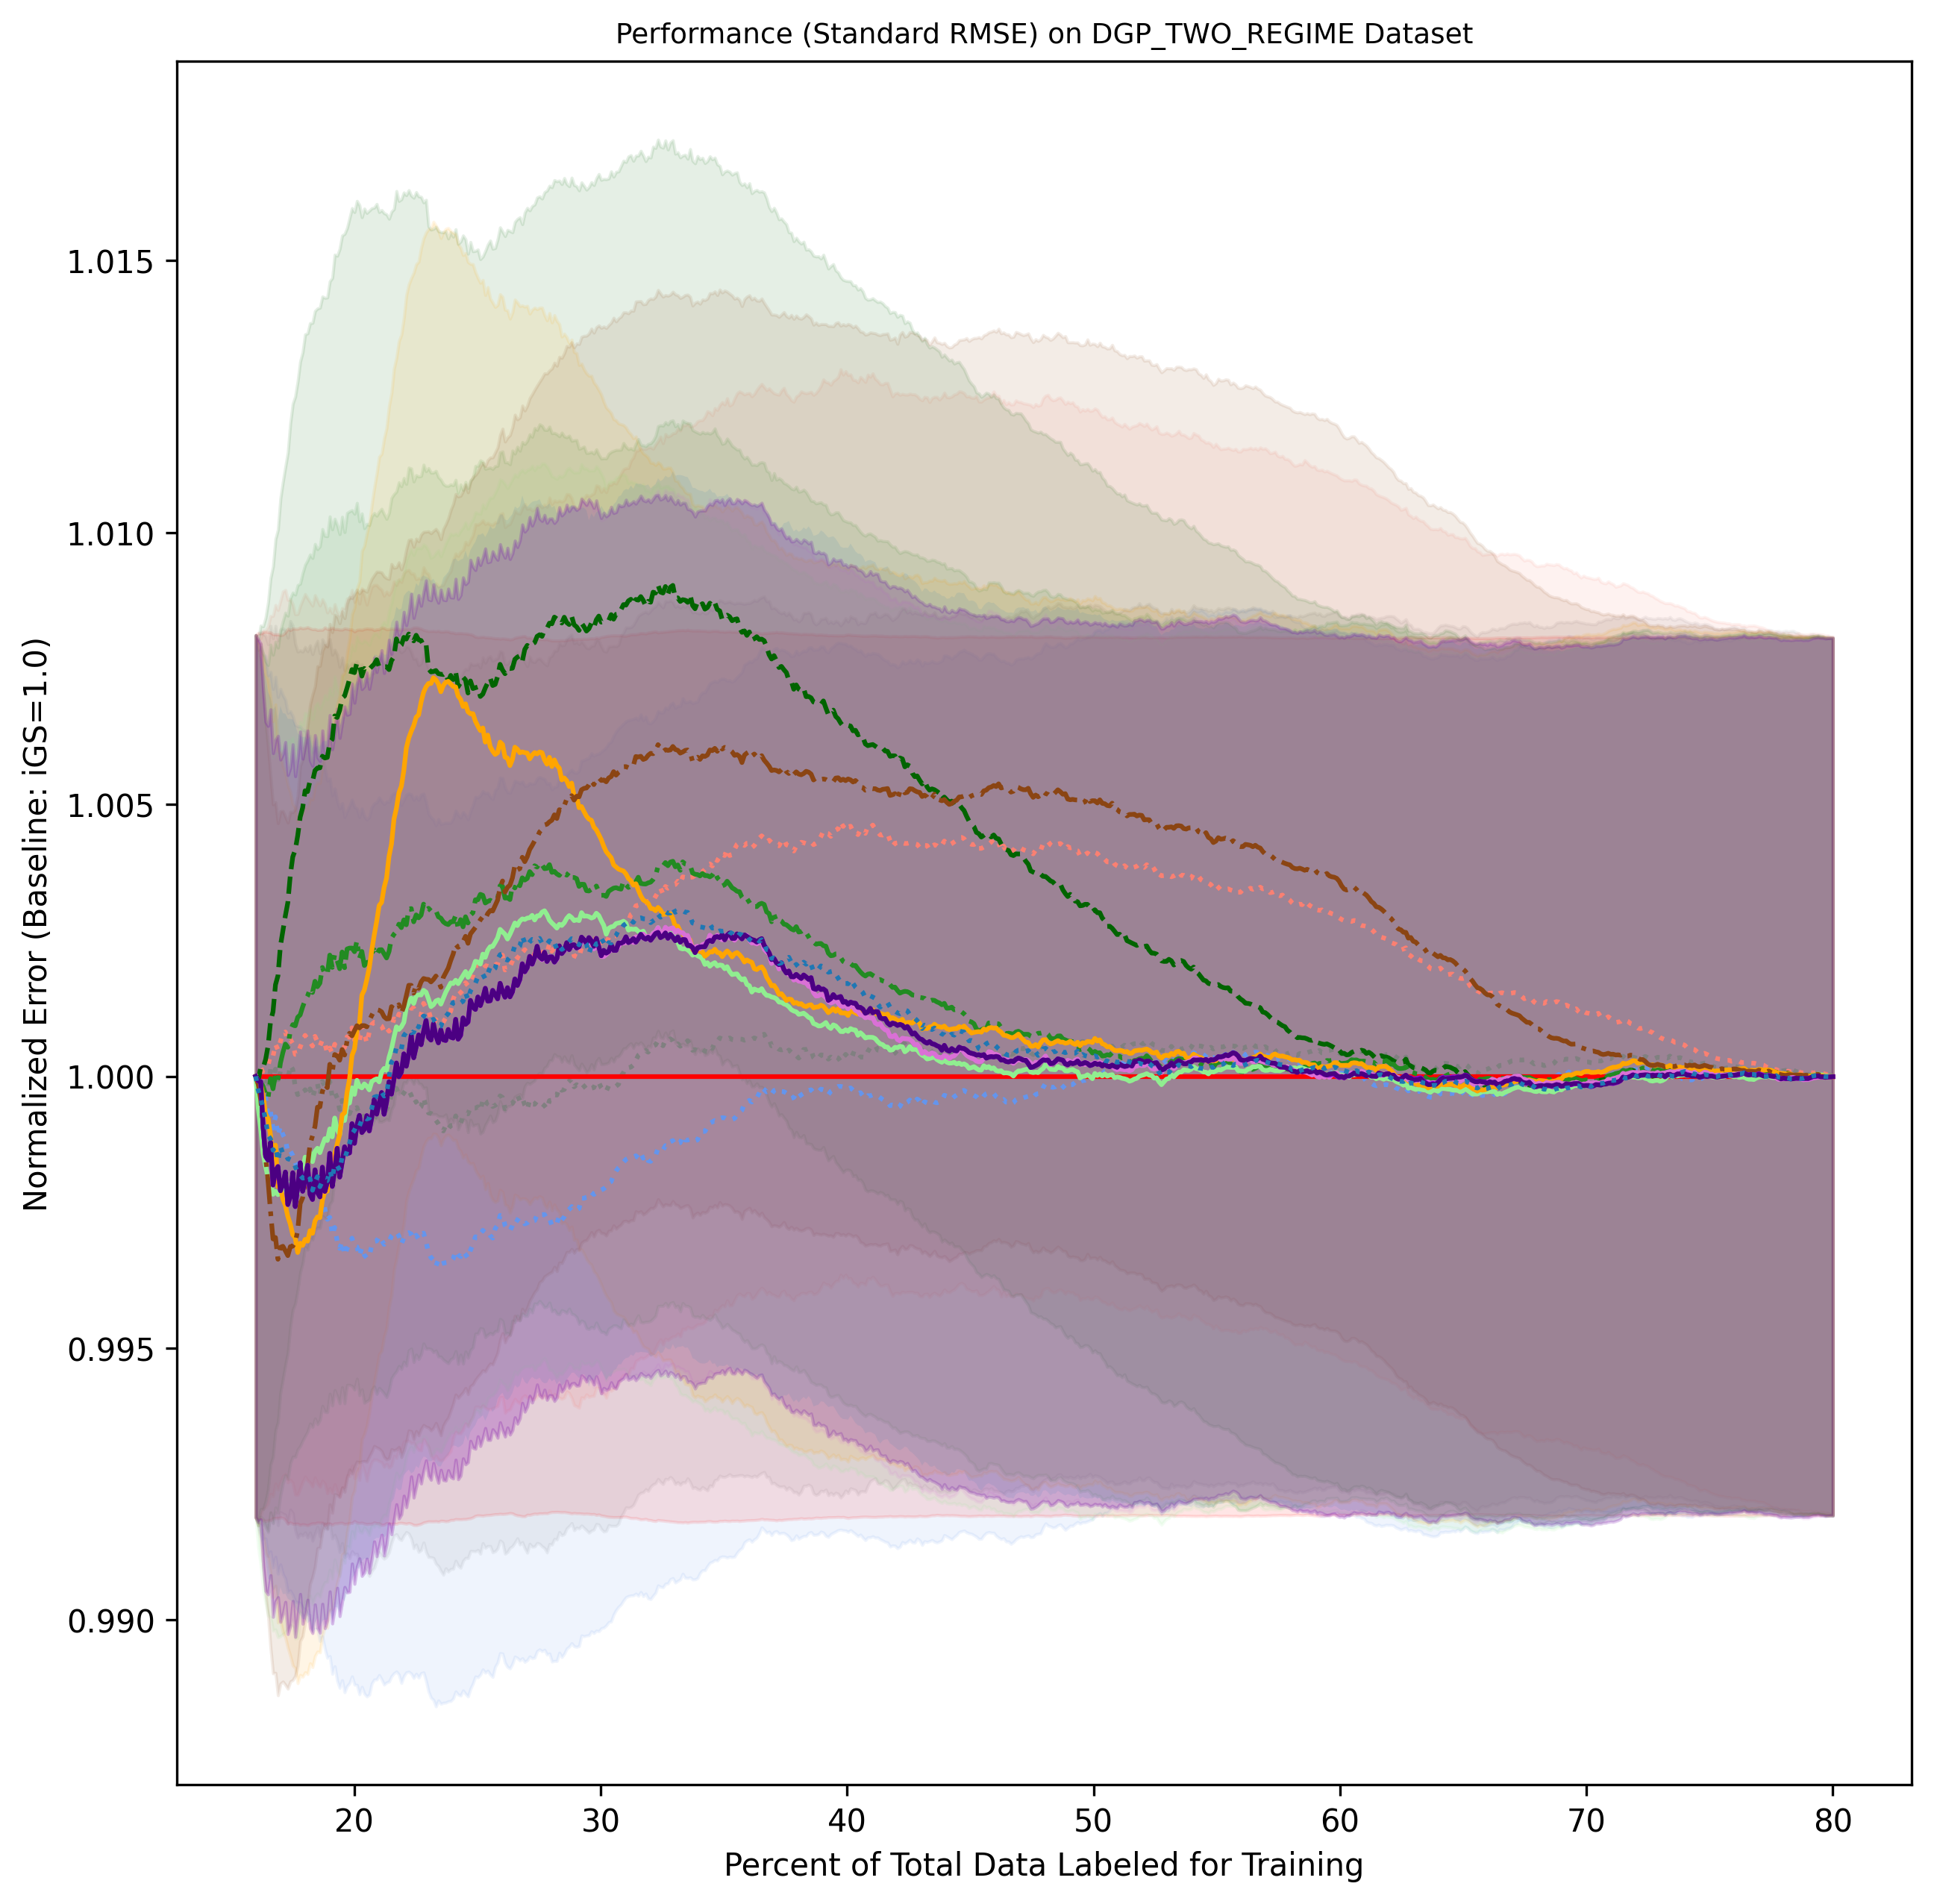 Performance (Standard RMSE) on DGP_TWO_REGIME Dataset
Normalized Error (Baseline: iGS=1.0)
1.015
1.010
1.005
1.000
0.995
0.990
20 30 40 50 60 70 80
Percent of Total Data Labeled for Training